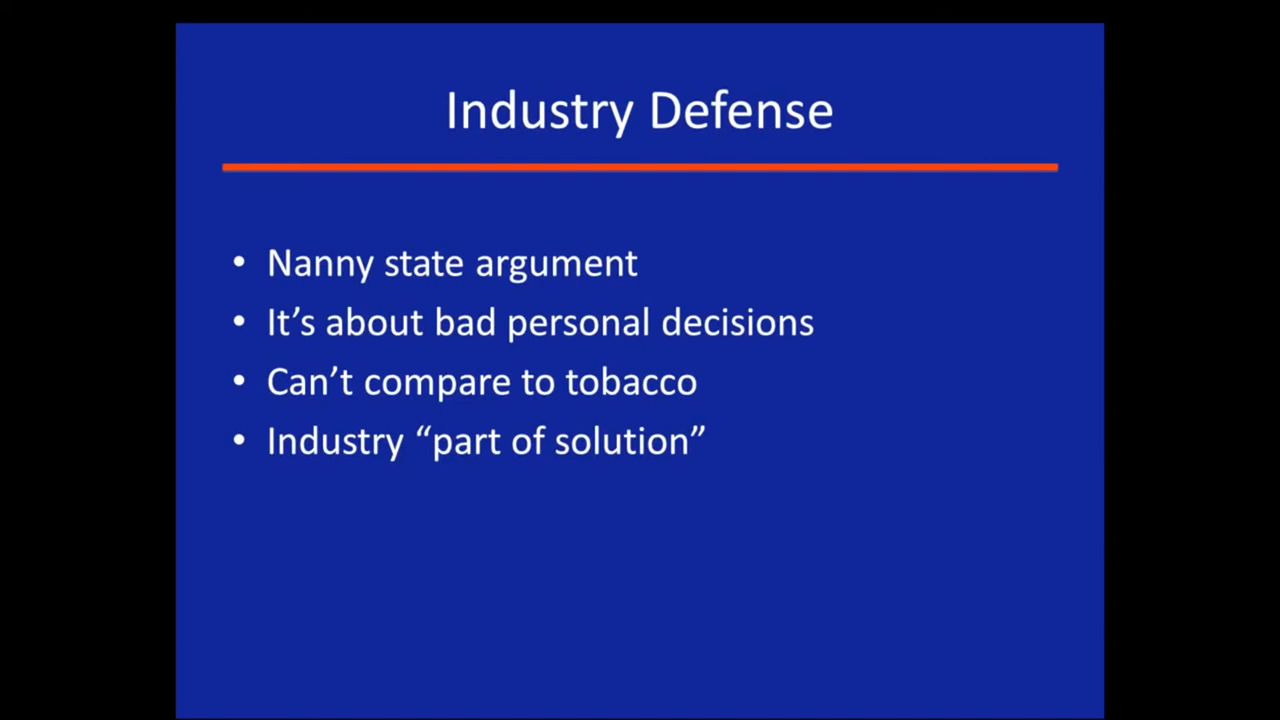 Industry Defense
• Nanny state argument
• It’s about bad personal decisions
• Can’t compare to tobacco
• Industry “part of solution”